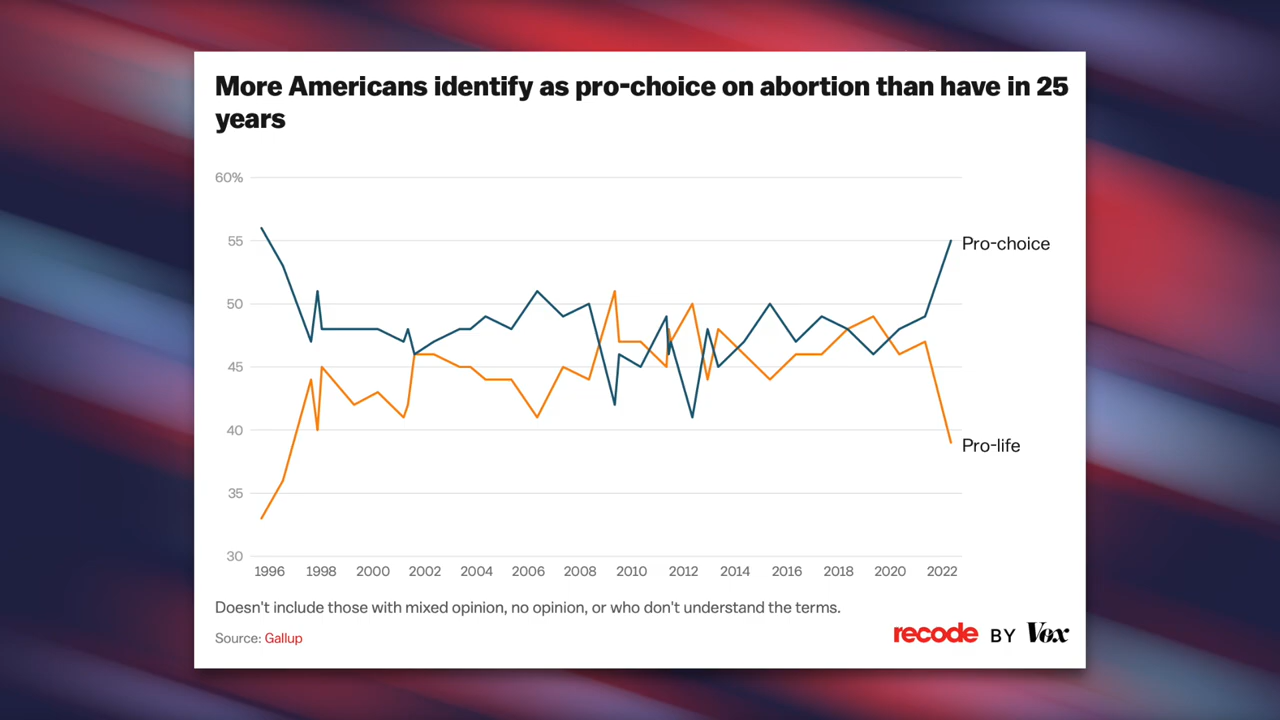 More Americans identify as pro-choice on abortion than have in 25
years
60%
55
50
45
40
35
30
Pro-choice
Pro-life
1996 1998 2000 2002 2004 2006 2008 2010 2012 2014 2016 2018 2020 2022
Doesn't include those with mixed opinion, no opinion, or who don't understand the terms.
Source: Gallup
recode BY Vox